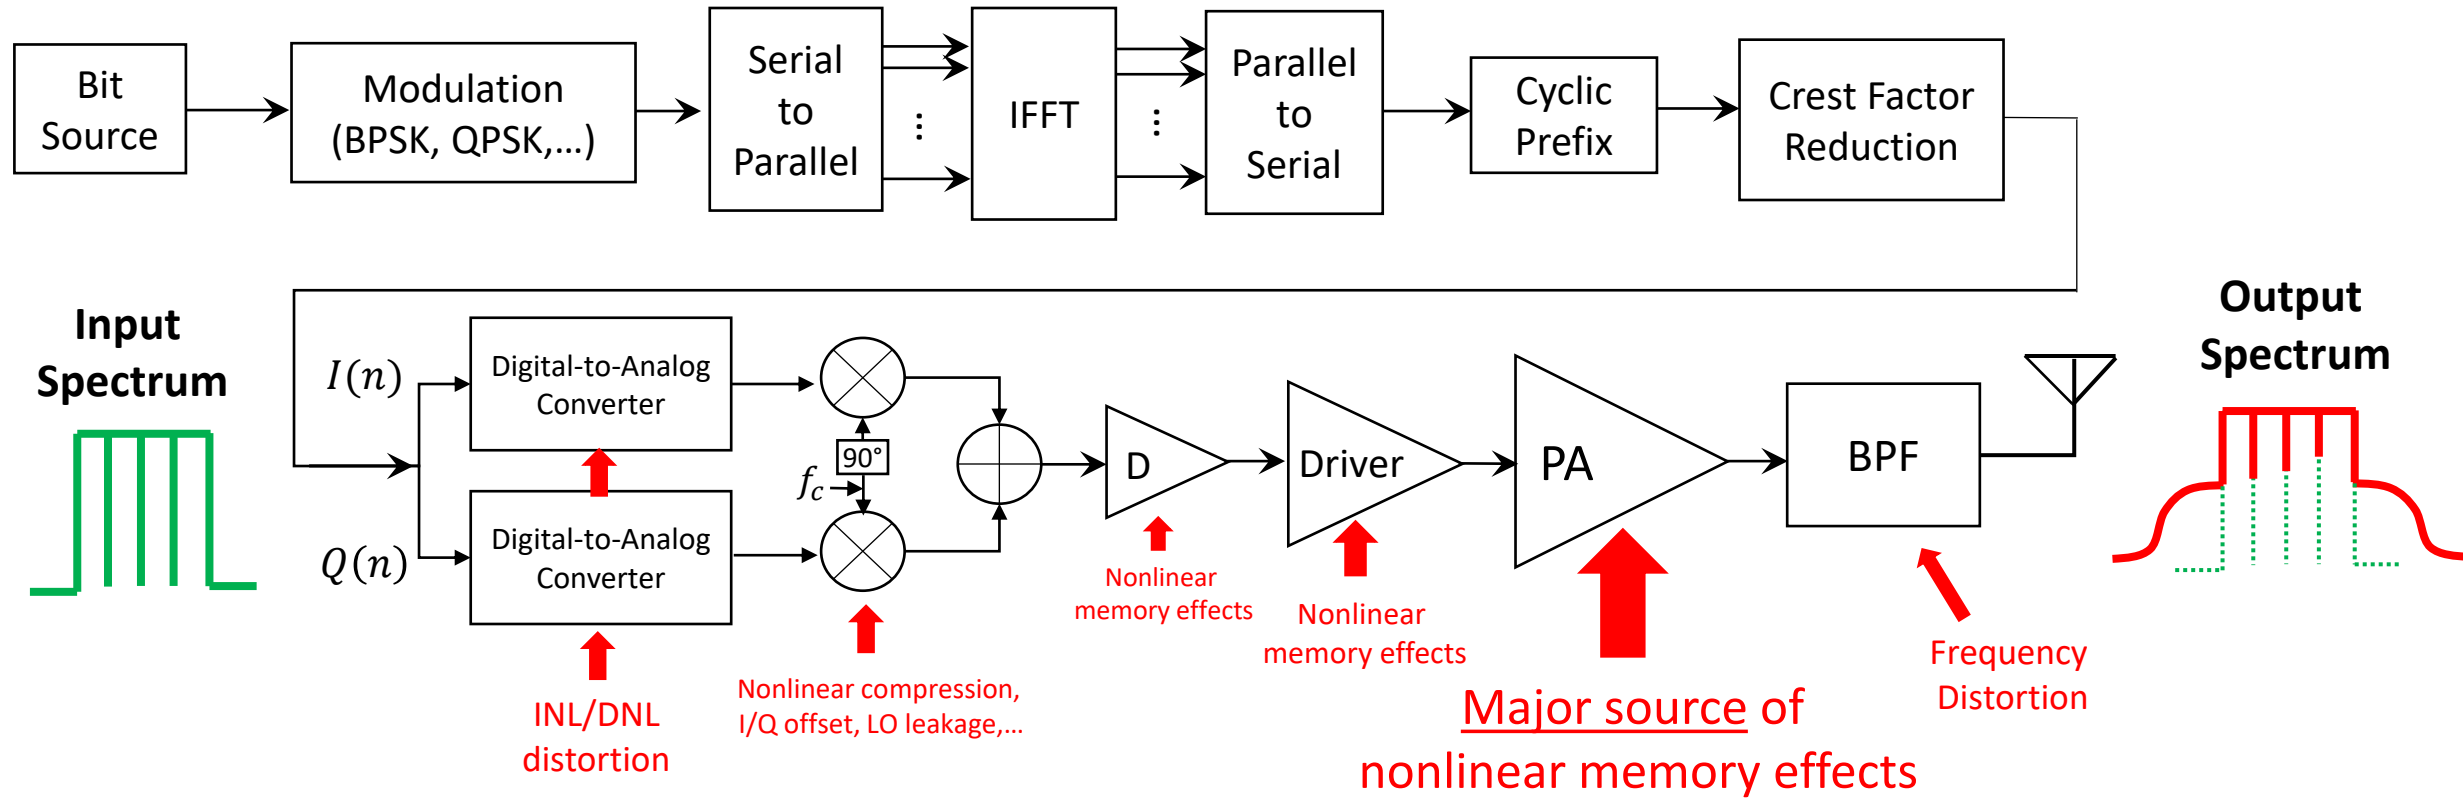 Bit
Source
Modulation
(BPSK, QPSK,...)
Serial
to
Parallel
⋮
IFFT
⋮
Parallel
to
Serial
Cyclic
Prefix
Crest Factor
Reduction
Input
Spectrum
I(n)
Q(n)
Digital-to-Analog
Converter
Digital-to-Analog
Converter
INL/DNL
distortion
90°
f_c
Nonlinear compression,
I/Q offset, LO leakage,...
D
Nonlinear
memory effects
Driver
Nonlinear
memory effects
PA
Major source of
nonlinear memory effects
BPF
Frequency
Distortion
Output
Spectrum